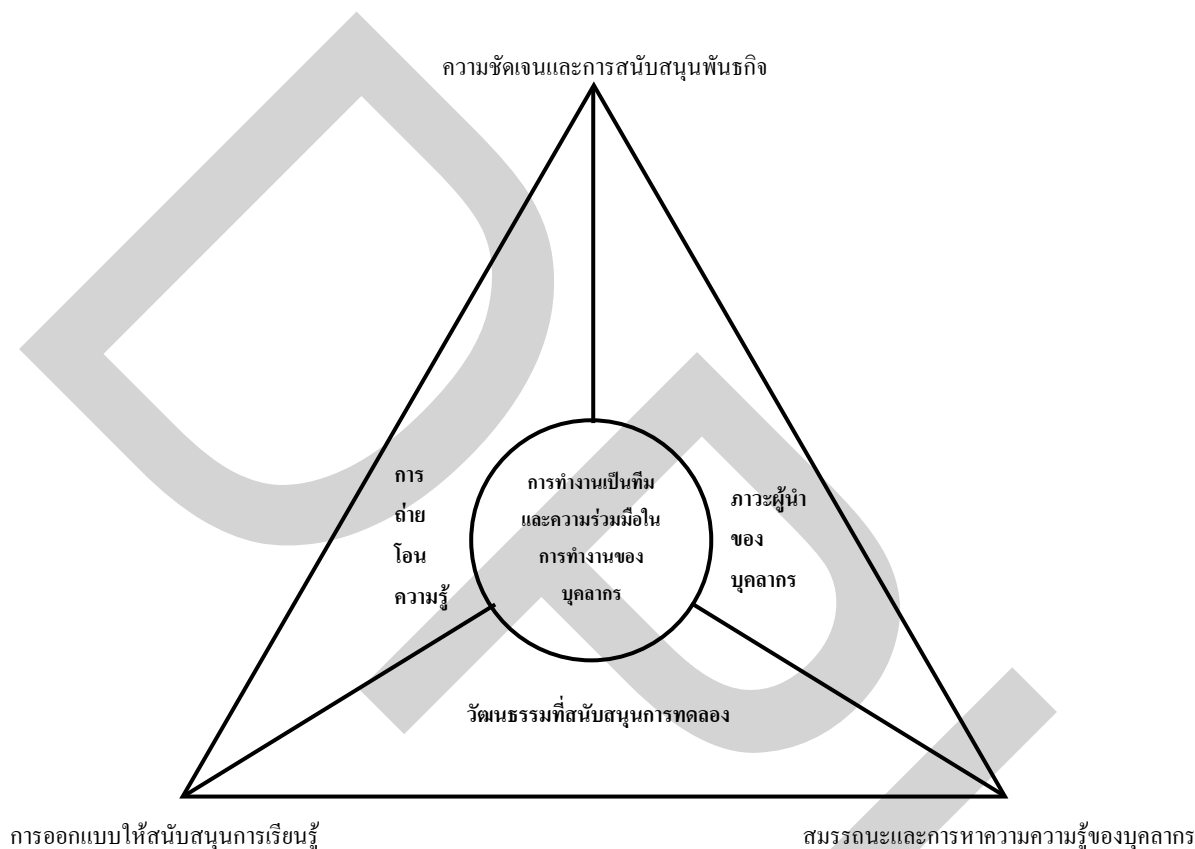 ความชัดเจนและการสนับสนุนพันธกิจ
การ
ถ่าย
โอน
ความรู้
การทำงานเป็นทีม
และความร่วมมือใน
การทำงานของ
บุคลากร
ภาวะผู้นำ
ของ
บุคลากร
วัฒนธรรมที่สนับสนุนการทดลอง
การออกแบบให้สนับสนุนการเรียนรู้
สมรรถนะและการหาความความรู้ของบุคลากร